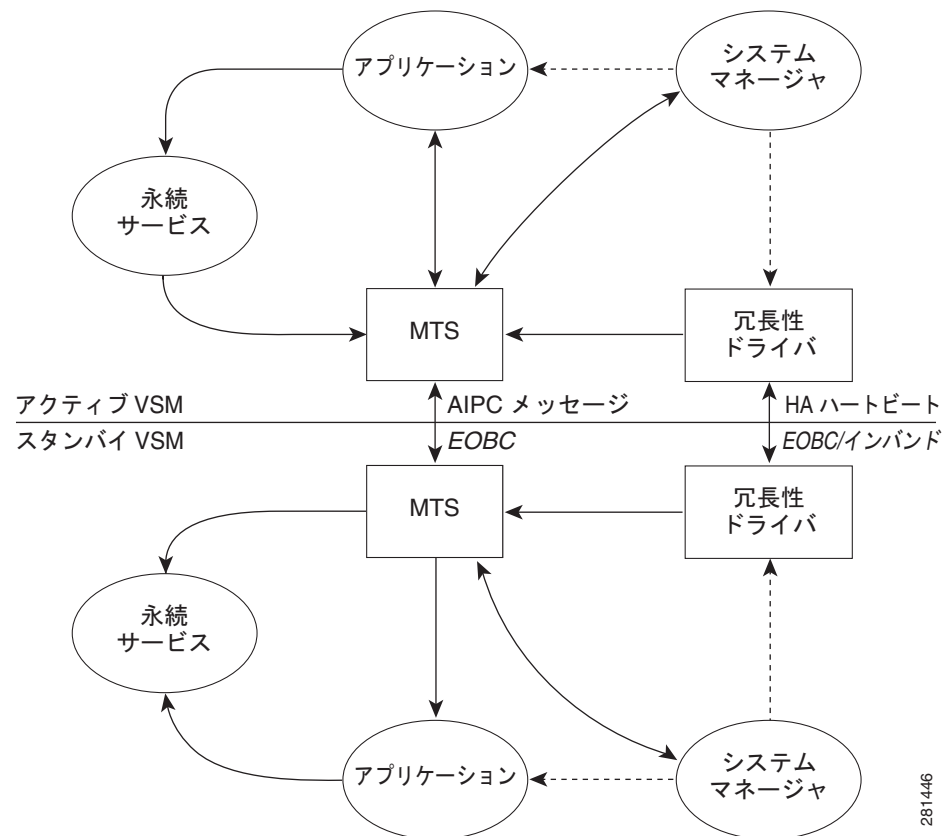 アプリケーション
システム
マネージャ
永続
サービス
MTS
冗長性
ドライバ
アクティブ VSM
AIPC メッセージ
HA ハートビート
スタンバイ VSM
EOBC
EOBC/インバンド
MTS
冗長性
ドライバ
永続
サービス
アプリケーション
システム
マネージャ
281446